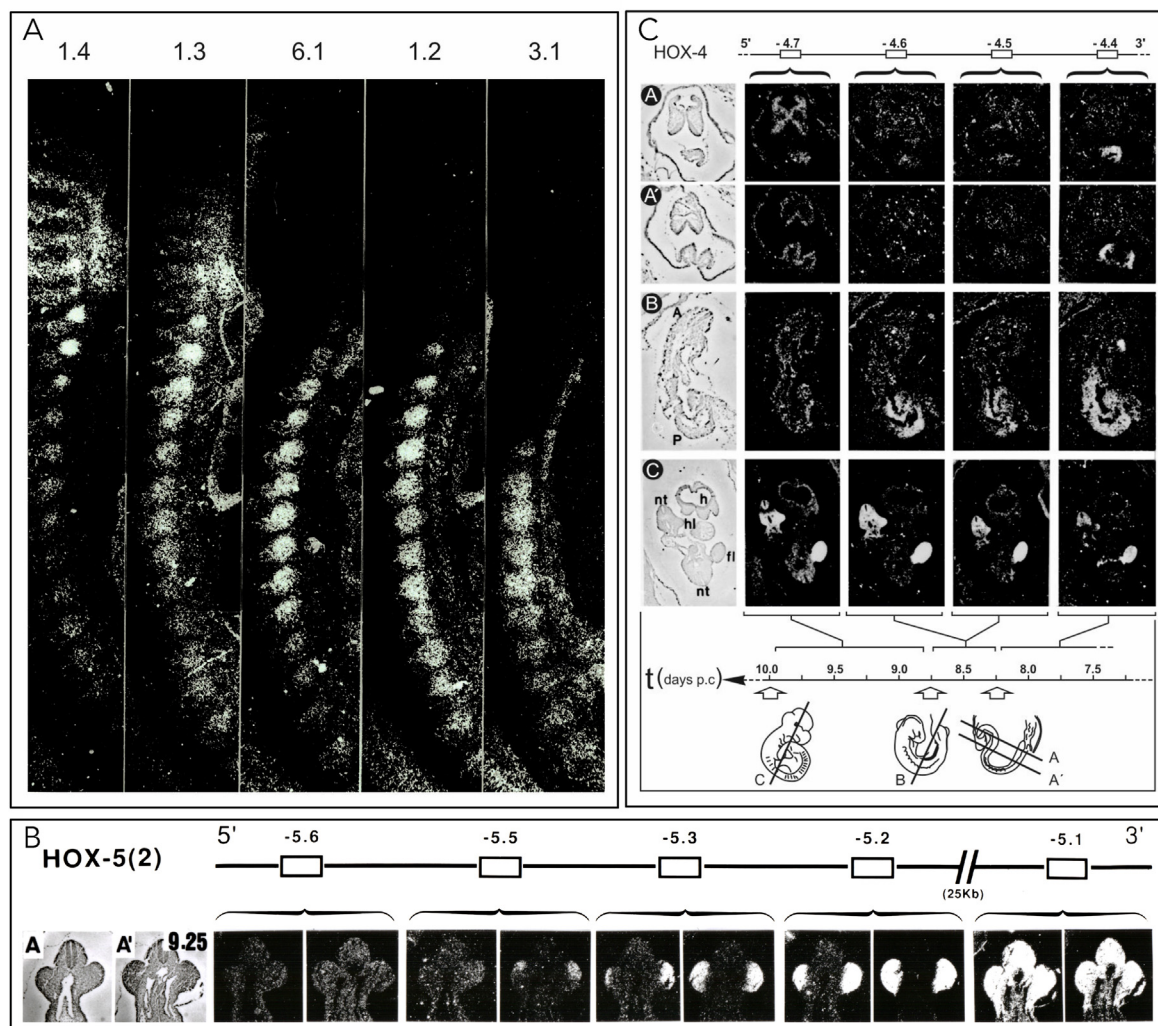 A
1.4 1.3 6.1 1.2 3.1
C
HOX-4 5' -4.7 -4.6 -4.5 -4.4 3'
A
A'
B
A
P
C
nt h
hl
fl
nt
t(days p.c) 10.0 9.5 9.0 8.5 8.0 7.5
C B A
A'
B 5' -5.6 -5.5 -5.3 -5.2 -5.1 3'
HOX-5(2)
(25Kb)
A A' 9.25